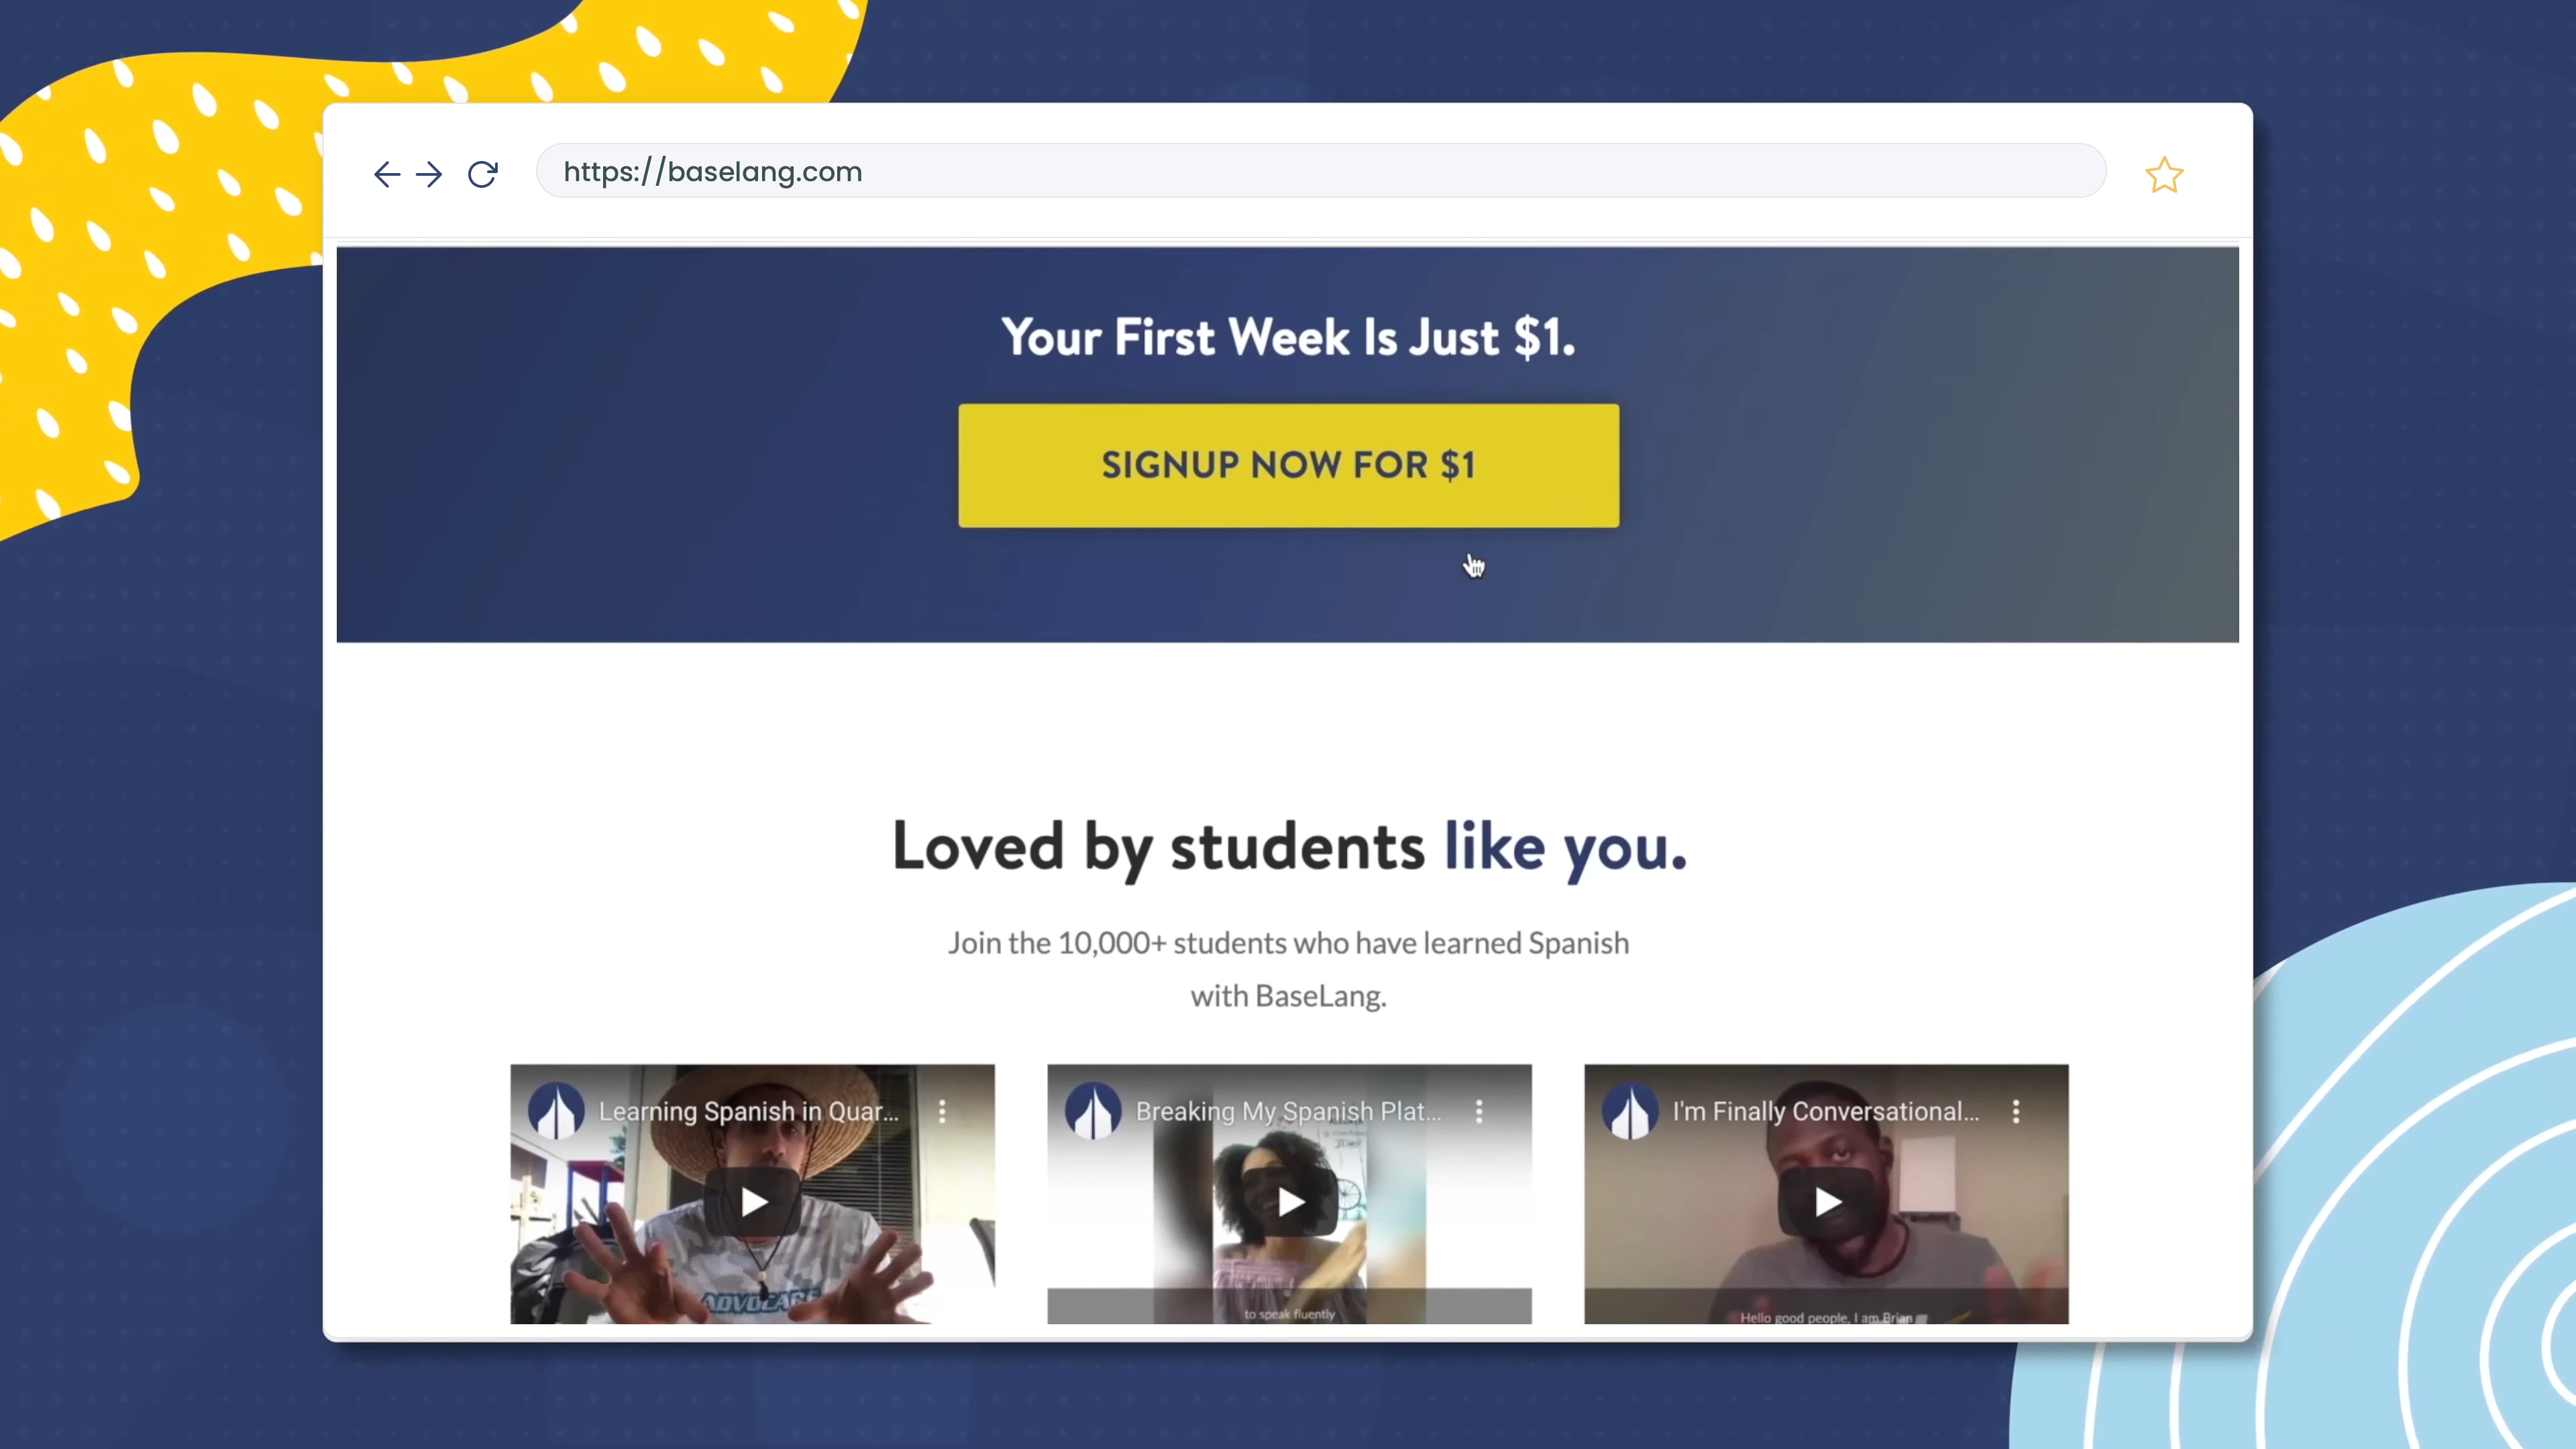 https://baselang.com
Your First Week Is Just $1.
SIGNUP NOW FOR $1
Loved by students like you.
Join the 10,000+ students who have learned Spanish
with BaseLang.
Learning Spanish in Quar...
Breaking My Spanish Plat...
I'm Finally Conversational...
ADVOCARE
to speak fluently
Hello good people, I am Brian